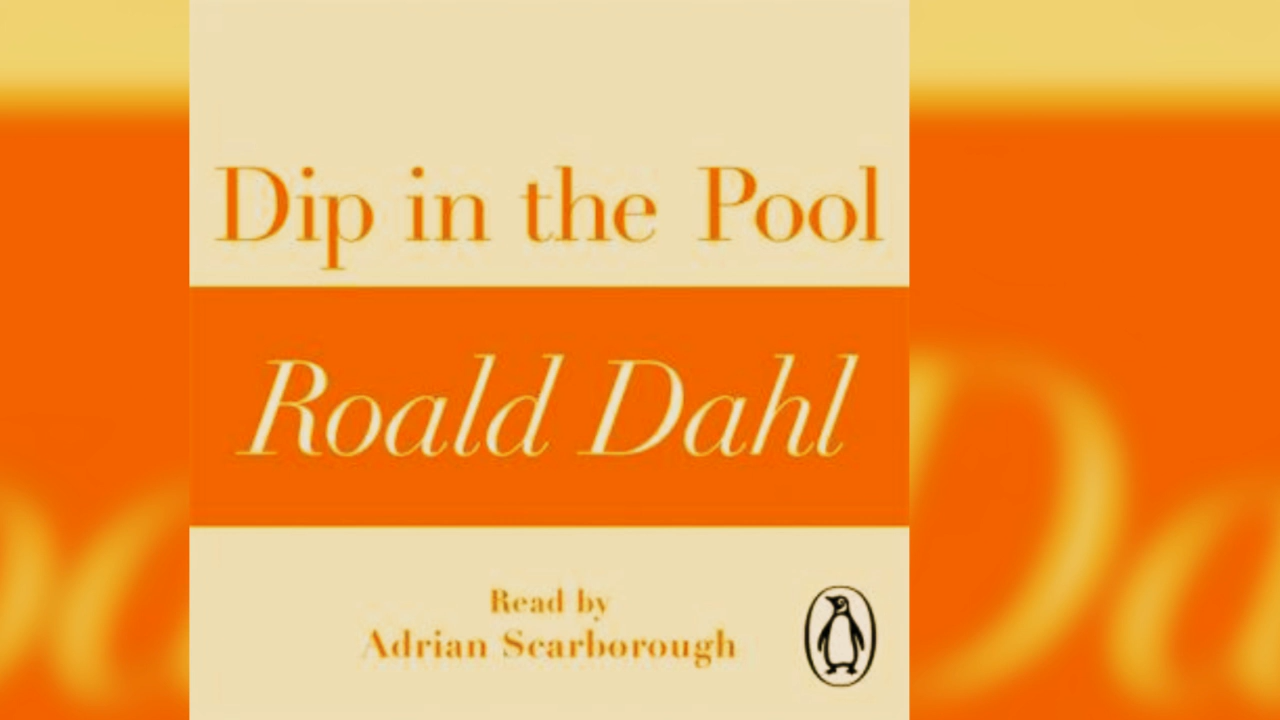 Dip in the Pool
Roald Dahl
Read by
Adrian Scarborough